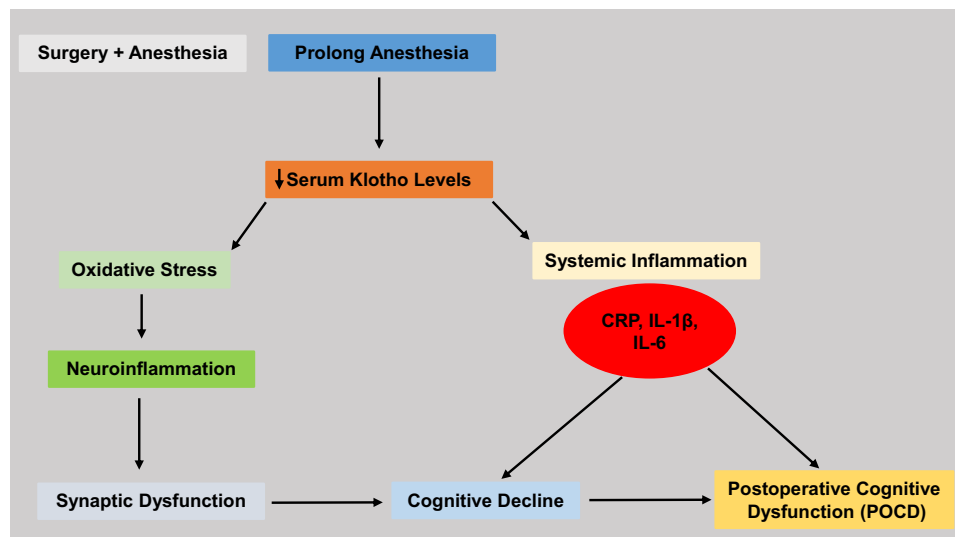 Surgery + Anesthesia
Prolong Anesthesia
↓Serum Klotho Levels
Oxidative Stress
Systemic Inflammation
CRP, IL-1β,
IL-6
Neuroinflammation
Synaptic Dysfunction
Cognitive Decline
Postoperative Cognitive
Dysfunction (POCD)